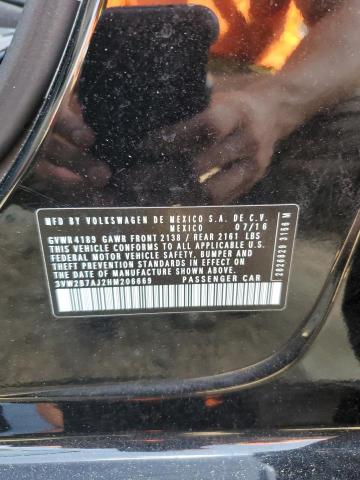 MFD BY VOLKSWAGEN DE MEXICO S.A. DE C.V.
MEXICO 07/16
GVWR 4189 GAWR FRONT 2138 / REAR 2161 LBS
THIS VEHICLE CONFORMS TO ALL APPLICABLE U.S.
FEDERAL MOTOR VEHICLE SAFETY, BUMPER AND
THEFT PREVENTION STANDARDS IN EFFECT ON THE
DATE OF MANUFACTURE SHOWN ABOVE
3VW2B7AJ2HM206669 PASSENGER CAR
2020029 3156 M